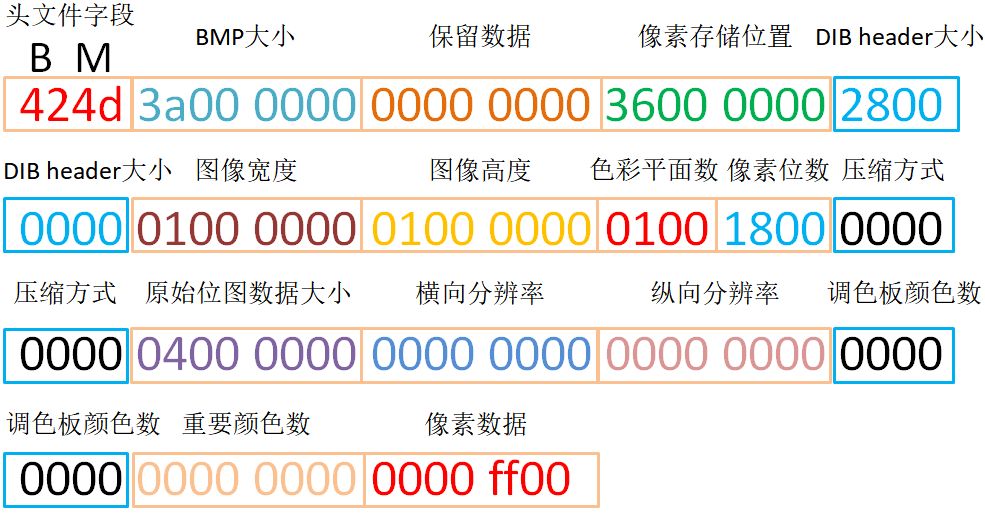 头文件字段
BMP大小 保留数据 像素存储位置 DIB header大小
B M
424d 3a00 0000 0000 0000 3600 0000 2800
DIB header大小 图像宽度 图像高度 色彩平面数 像素位数 压缩方式
0000 0100 0000 0100 0000 0100 1800 0000
压缩方式 原始位图数据大小 横向分辨率 纵向分辨率 调色板颜色数
0000 0400 0000 0000 0000 0000 0000 0000
调色板颜色数 重要颜色数 像素数据
0000 0000 0000 0000 ff00